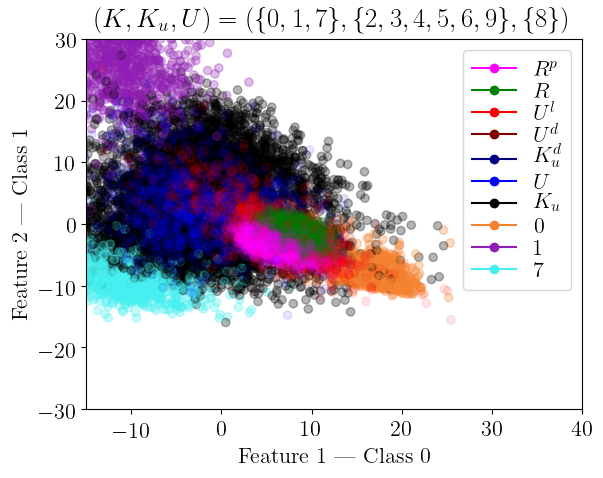 (K, K_u, U) = ({0, 1, 7}, {2, 3, 4, 5, 6, 9}, {8})
30
20
10
0
−10
−20
−30
Feature 2 — Class 1
R^p
R
U^l
U^d
K_u^d
U
K_u
0
1
7
−10 0 10 20 30 40
Feature 1 — Class 0